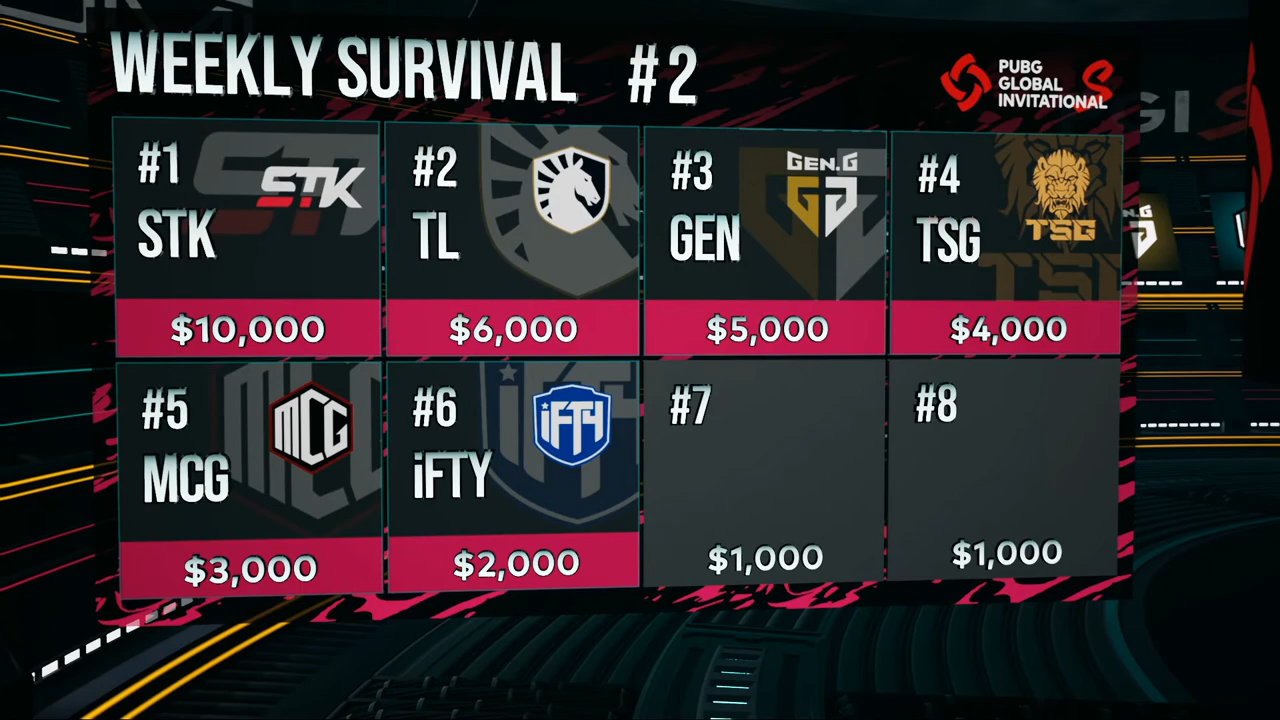 WEEKLY SURVIVAL #2
PUBG
GLOBAL
INVITATIONAL S
#1
STK
STK
$10,000
#2
TL
$6,000
#3
GEN.G
GEN
$5,000
#4
TSG
TSG
$4,000
#5
MCG
MCG
$3,000
#6
iFTY
iFTY
$2,000
#7
$1,000
#8
$1,000